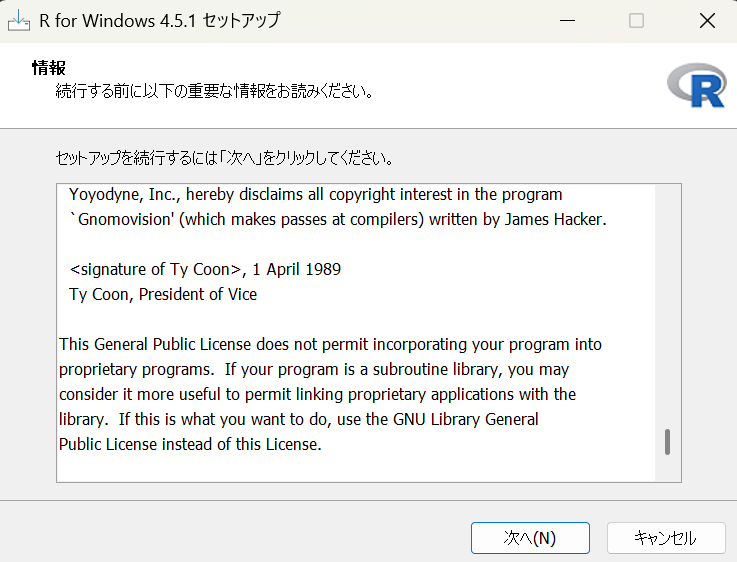 R for Windows 4.5.1 セットアップ
情報
続行する前に以下の重要な情報をお読みください。
R
セットアップを続行するには「次へ」をクリックしてください。
Yoyodyne, Inc., hereby disclaims all copyright interest in the program
`Gnomovision' (which makes passes at compilers) written by James Hacker.
<signature of Ty Coon>, 1 April 1989
Ty Coon, President of Vice
This General Public License does not permit incorporating your program into
proprietary programs.  If your program is a subroutine library, you may
consider it more useful to permit linking proprietary applications with the
library.  If this is what you want to do, use the GNU Library General
Public License instead of this License.
次へ(N)
キャンセル